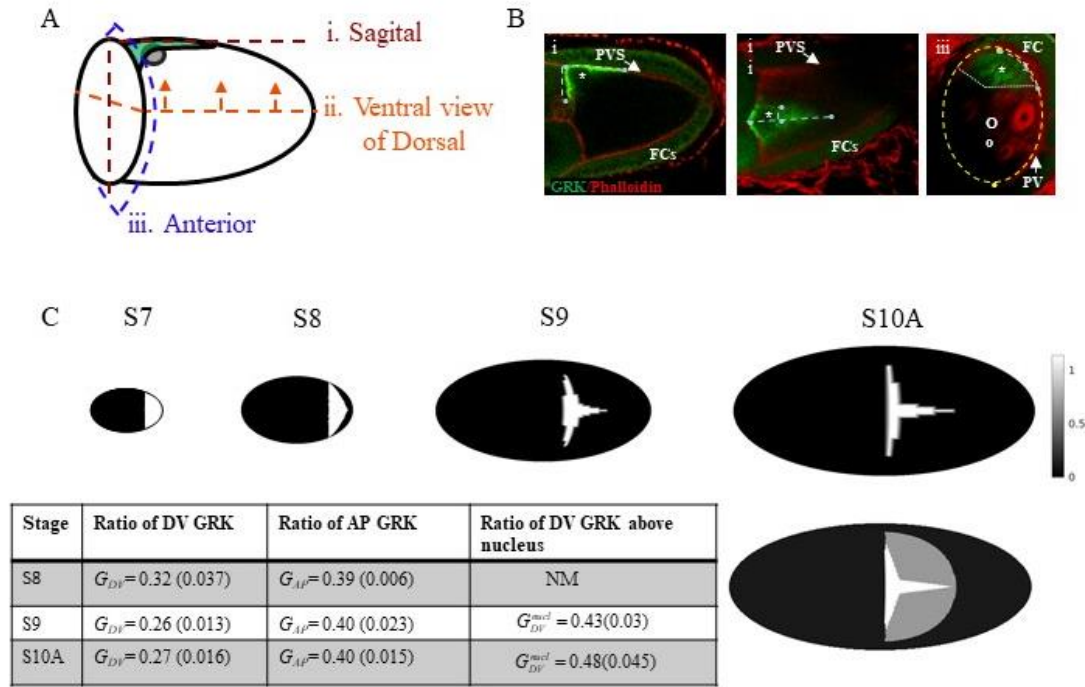 A
i. Sagital
ii. Ventral view
of Dorsal
iii. Anterior
B
i
PVS
*
FCs
GRK/Phalloidin
i
i
PVS
*
FCs
iii
FC
s
*
O
o
PV
C
S7
S8
S9
S10A
1
0.5
0
Stage Ratio of DV GRK Ratio of AP GRK Ratio of DV GRK above
nucleus
S8 G_DV= 0.32 (0.037) G_AP= 0.39 (0.006) NM
S9 G_DV= 0.26 (0.013) G_AP= 0.40 (0.023) G_DV^nucl = 0.43(0.03)
S10A G_DV= 0.27 (0.016) G_AP= 0.40 (0.015) G_DV^nucl = 0.48(0.045)